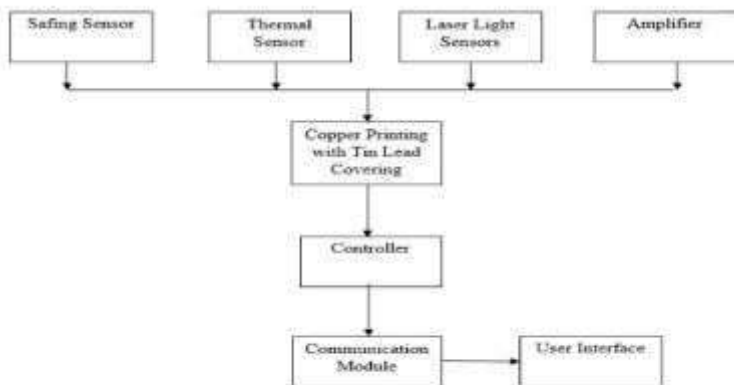 Safing Sensor
Thermal
Sensor
Laser Light
Sensors
Amplifier
Copper Printing
with Tin Lead
Covering
Controller
Communication
Module
User Interface